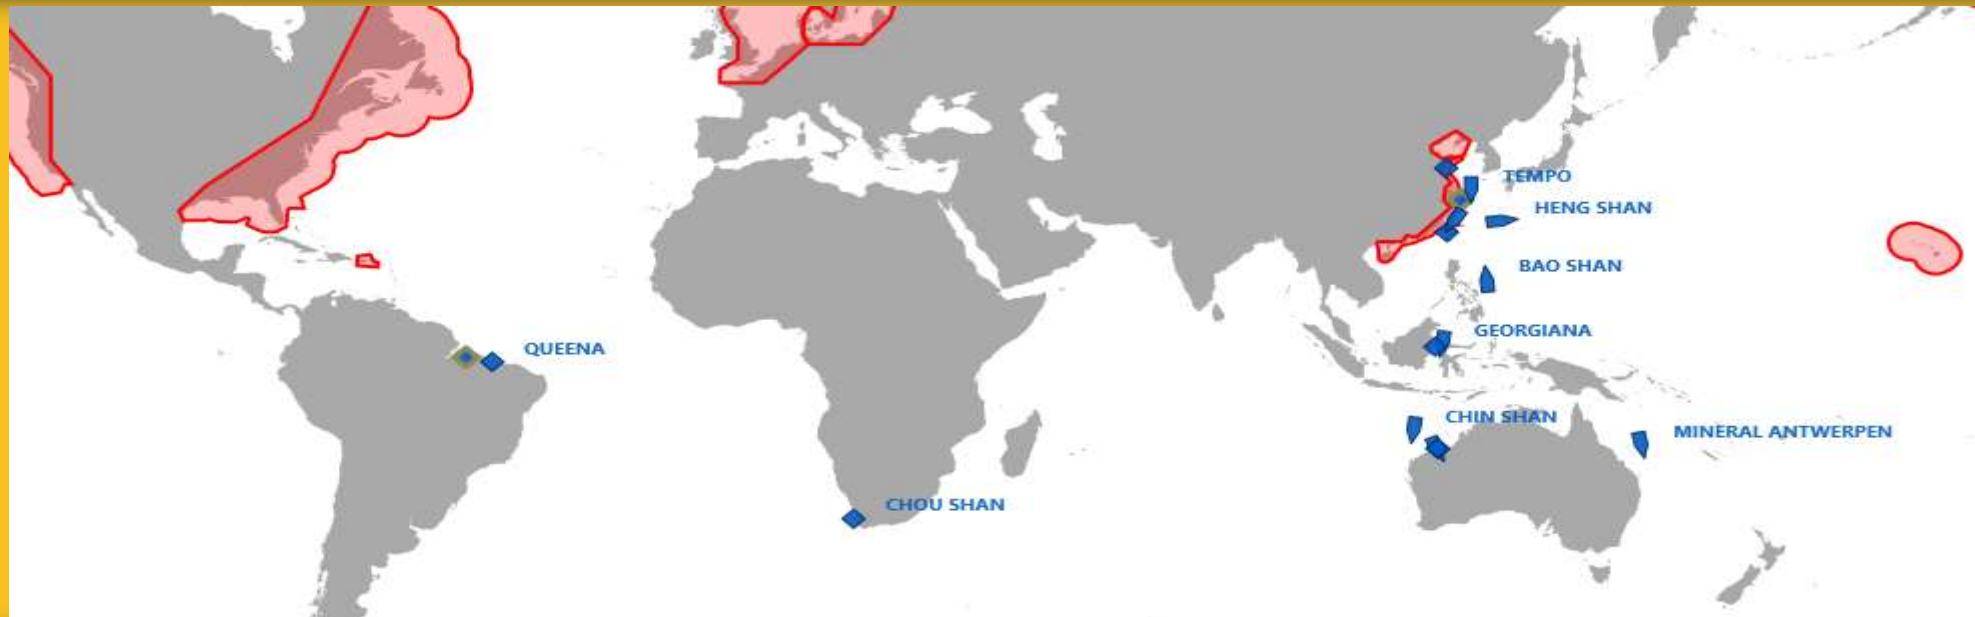 TEMPO
HENG SHAN
BAO SHAN
GEORGIANA
QUEENA
CHIN SHAN
MINERAL ANTWERPEN
CHOU SHAN